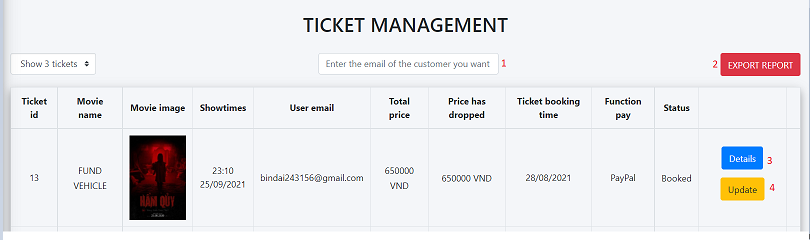 TICKET MANAGEMENT
Show 3 tickets
Enter the email of the customer you want 1
2 EXPORT REPORT
Ticket id
Movie name
Movie image
Showtimes
User email
Total price
Price has dropped
Ticket booking time
Function pay
Status
13
FUND VEHICLE
HẦM QUỶ
23:10
25/09/2021
bindai243156@gmail.com
650000 VND
650000 VND
28/08/2021
PayPal
Booked
Details 3
Update 4